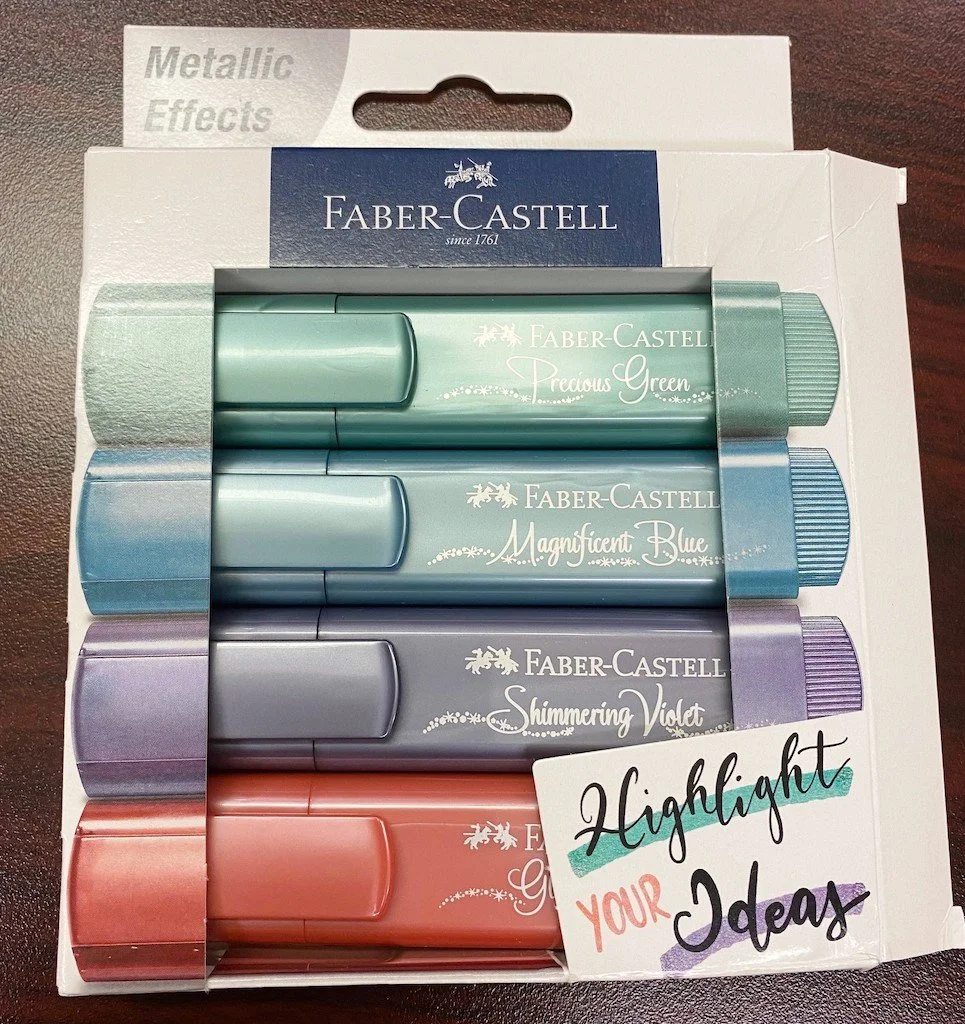 Metallic
Effects
FABER-CASTELL
since 1761
FABER-CASTELL
Precious Green
FABER-CASTELL
Magnificent Blue
FABER-CASTELL
Shimmering Violet
Highlight
YOUR Ideas